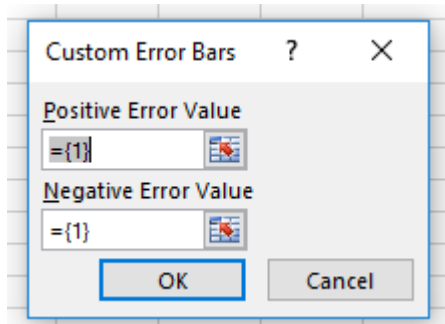 Custom Error Bars ?
Positive Error Value
={1}
Negative Error Value
={1}
OK Cancel